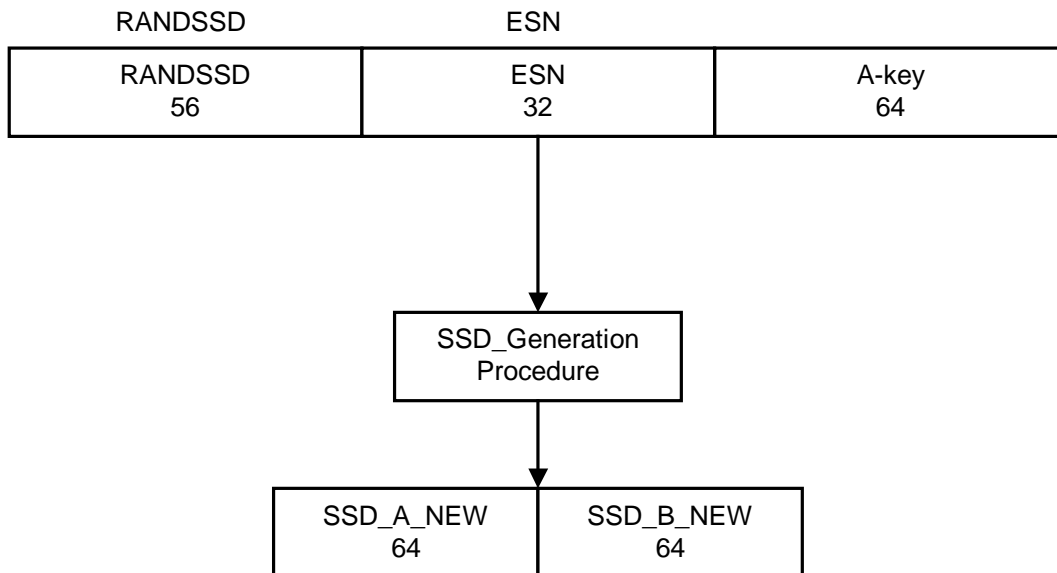 RANDSSD ESN
RANDSSD ESN A-key
56 32 64
SSD_Generation
Procedure
SSD_A_NEW SSD_B_NEW
64 64